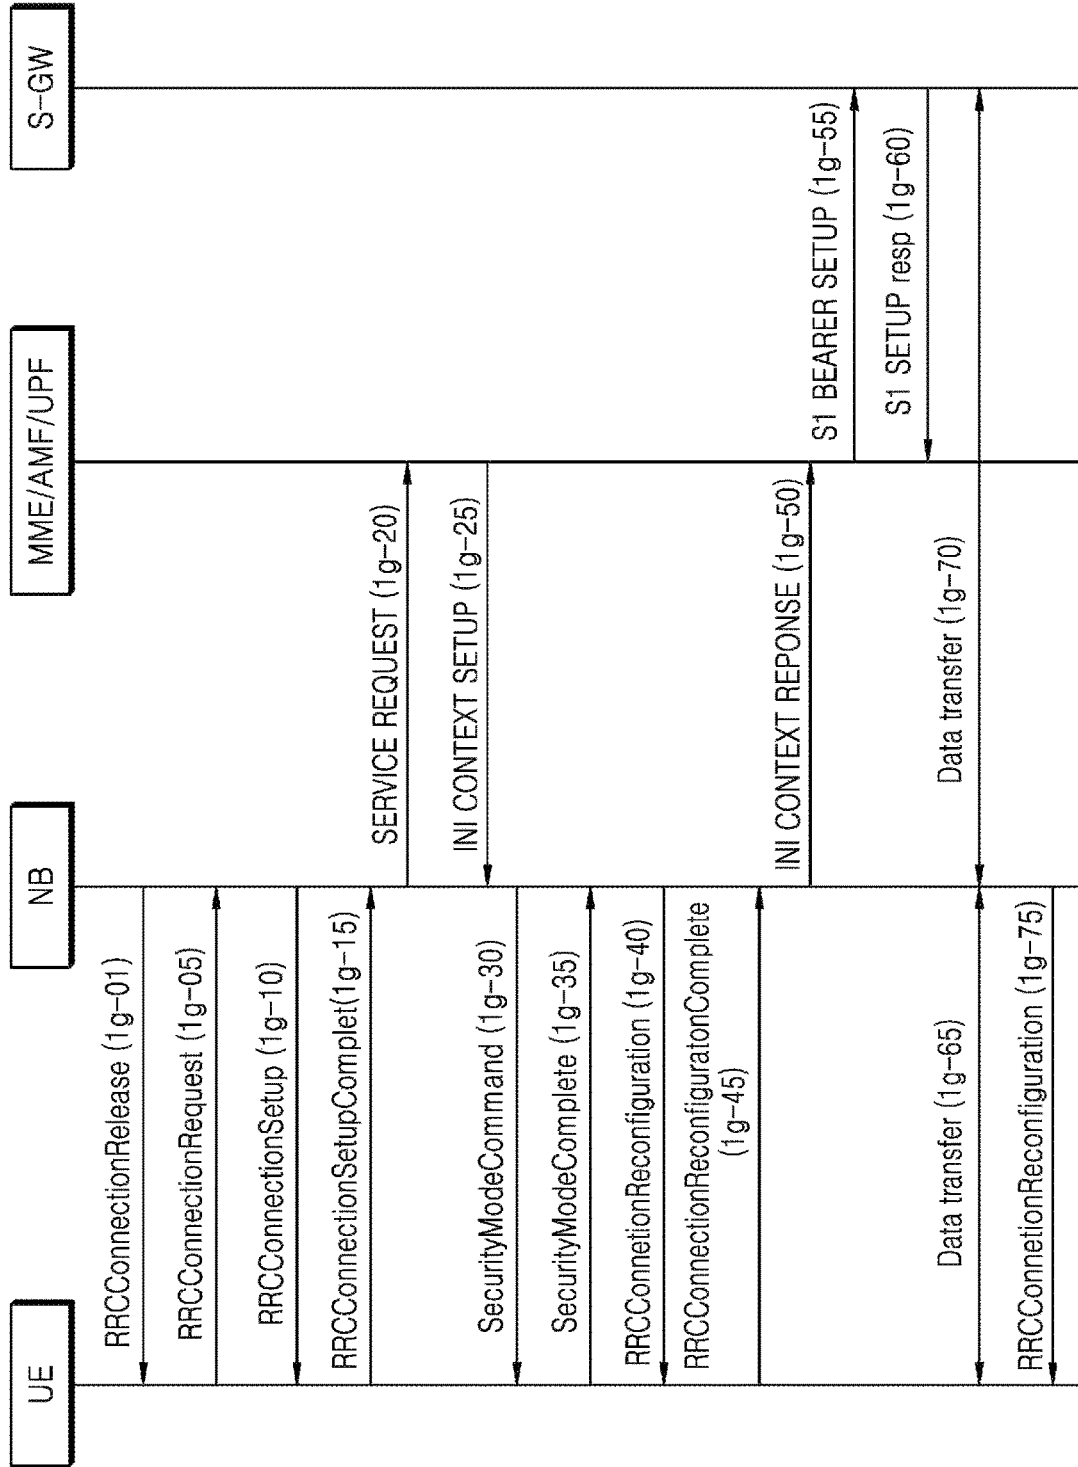 UE
NB
MME/AMF/UPF
S-GW
RRCConnectionRelease (1g-01)
RRCConnectionRequest (1g-05)
RRCConnectionSetup (1g-10)
RRCConnectionSetupComplet(1g-15)
SERVICE REQUEST (1g-20)
INI CONTEXT SETUP (1g-25)
SecurityModeCommand (1g-30)
SecurityModeComplete (1g-35)
RRCConnetionReconfiguration (1g-40)
RRCConnectionReconfiguratonComplete
(1g-45)
INI CONTEXT REPONSE (1g-50)
S1 BEARER SETUP (1g-55)
S1 SETUP resp (1g-60)
Data transfer (1g-65)
Data transfer (1g-70)
RRCConnetionReconfiguration (1g-75)